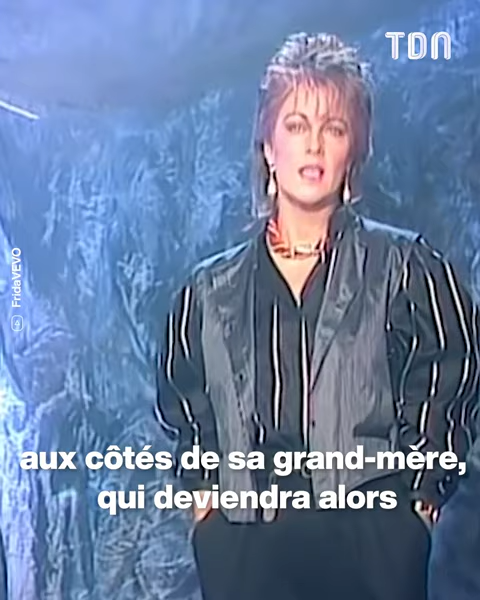 TDN
FridaVEVO
aux côtés de sa grand-mère,
qui deviendra alors